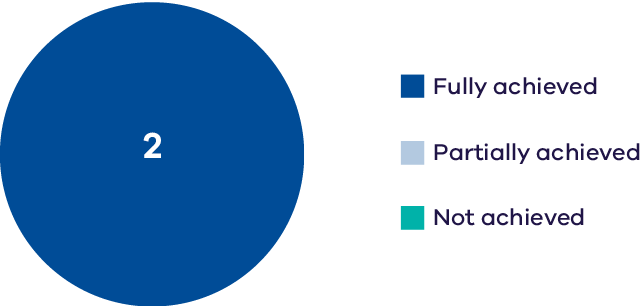 2
Fully achieved
Partially achieved
Not achieved